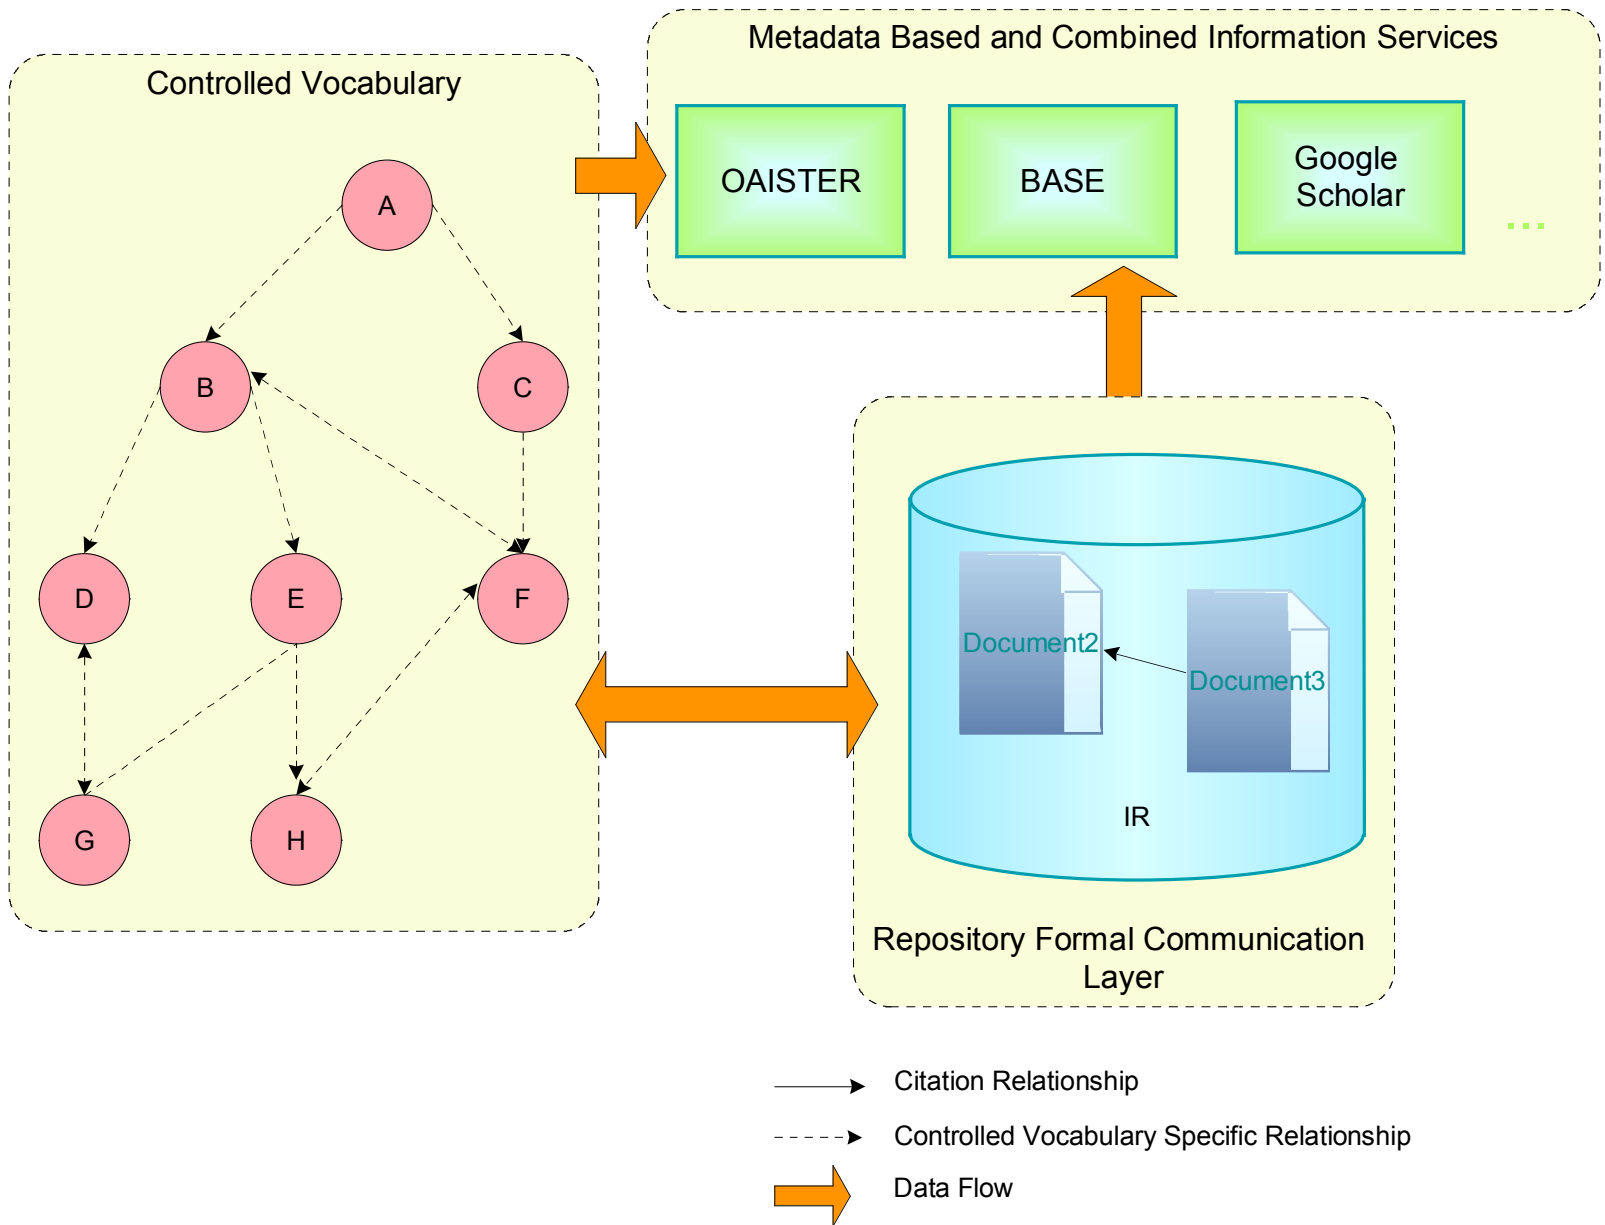 Metadata Based and Combined Information Services
Controlled Vocabulary
OAISTER
BASE
Google
Scholar
...
A
B
C
D
E
F
G
H
Document2
Document3
IR
Repository Formal Communication
Layer
Citation Relationship
Controlled Vocabulary Specific Relationship
Data Flow